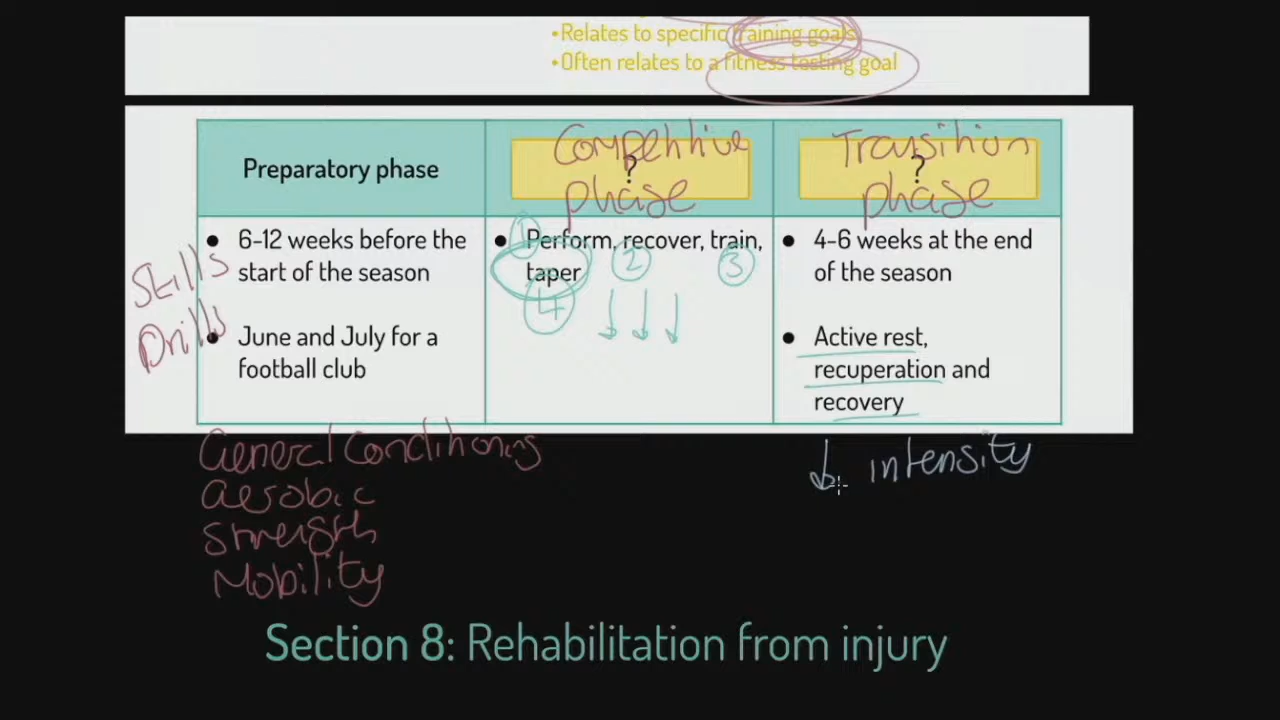 •Relates to specific training goals
•Often relates to a fitness testing goal
Preparatory phase
Competitive
?
phase
Transition
?
phase
Skills
Drills
• 6-12 weeks before the
start of the season
• June and July for a
football club
• Perform, recover, train,
taper
1
2
3
4
• 4-6 weeks at the end
of the season
• Active rest,
recuperation and
recovery
General Conditioning
aerobic
Strength
Mobility
↓ intensity
Section 8: Rehabilitation from injury